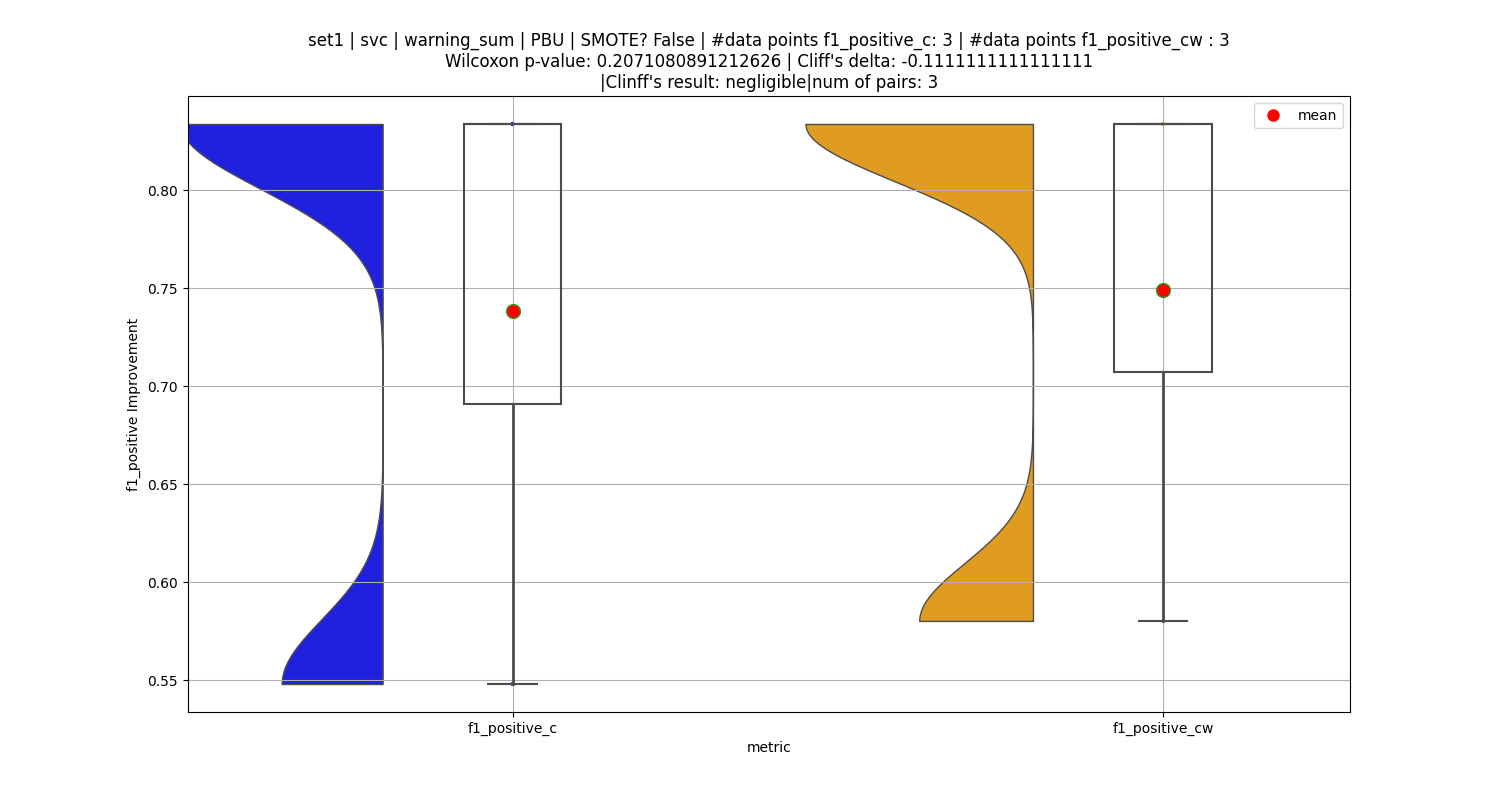 set1 | svc | warning_sum | PBU | SMOTE? False | #data points f1_positive_c: 3 | #data points f1_positive_cw : 3
Wilcoxon p-value: 0.2071080891212626 | Cliff's delta: -0.1111111111111111
|Clinff's result: negligible|num of pairs: 3
mean
0.80
0.75
0.70
0.65
0.60
0.55
f1_positive Improvement
f1_positive_c
f1_positive_cw
metric